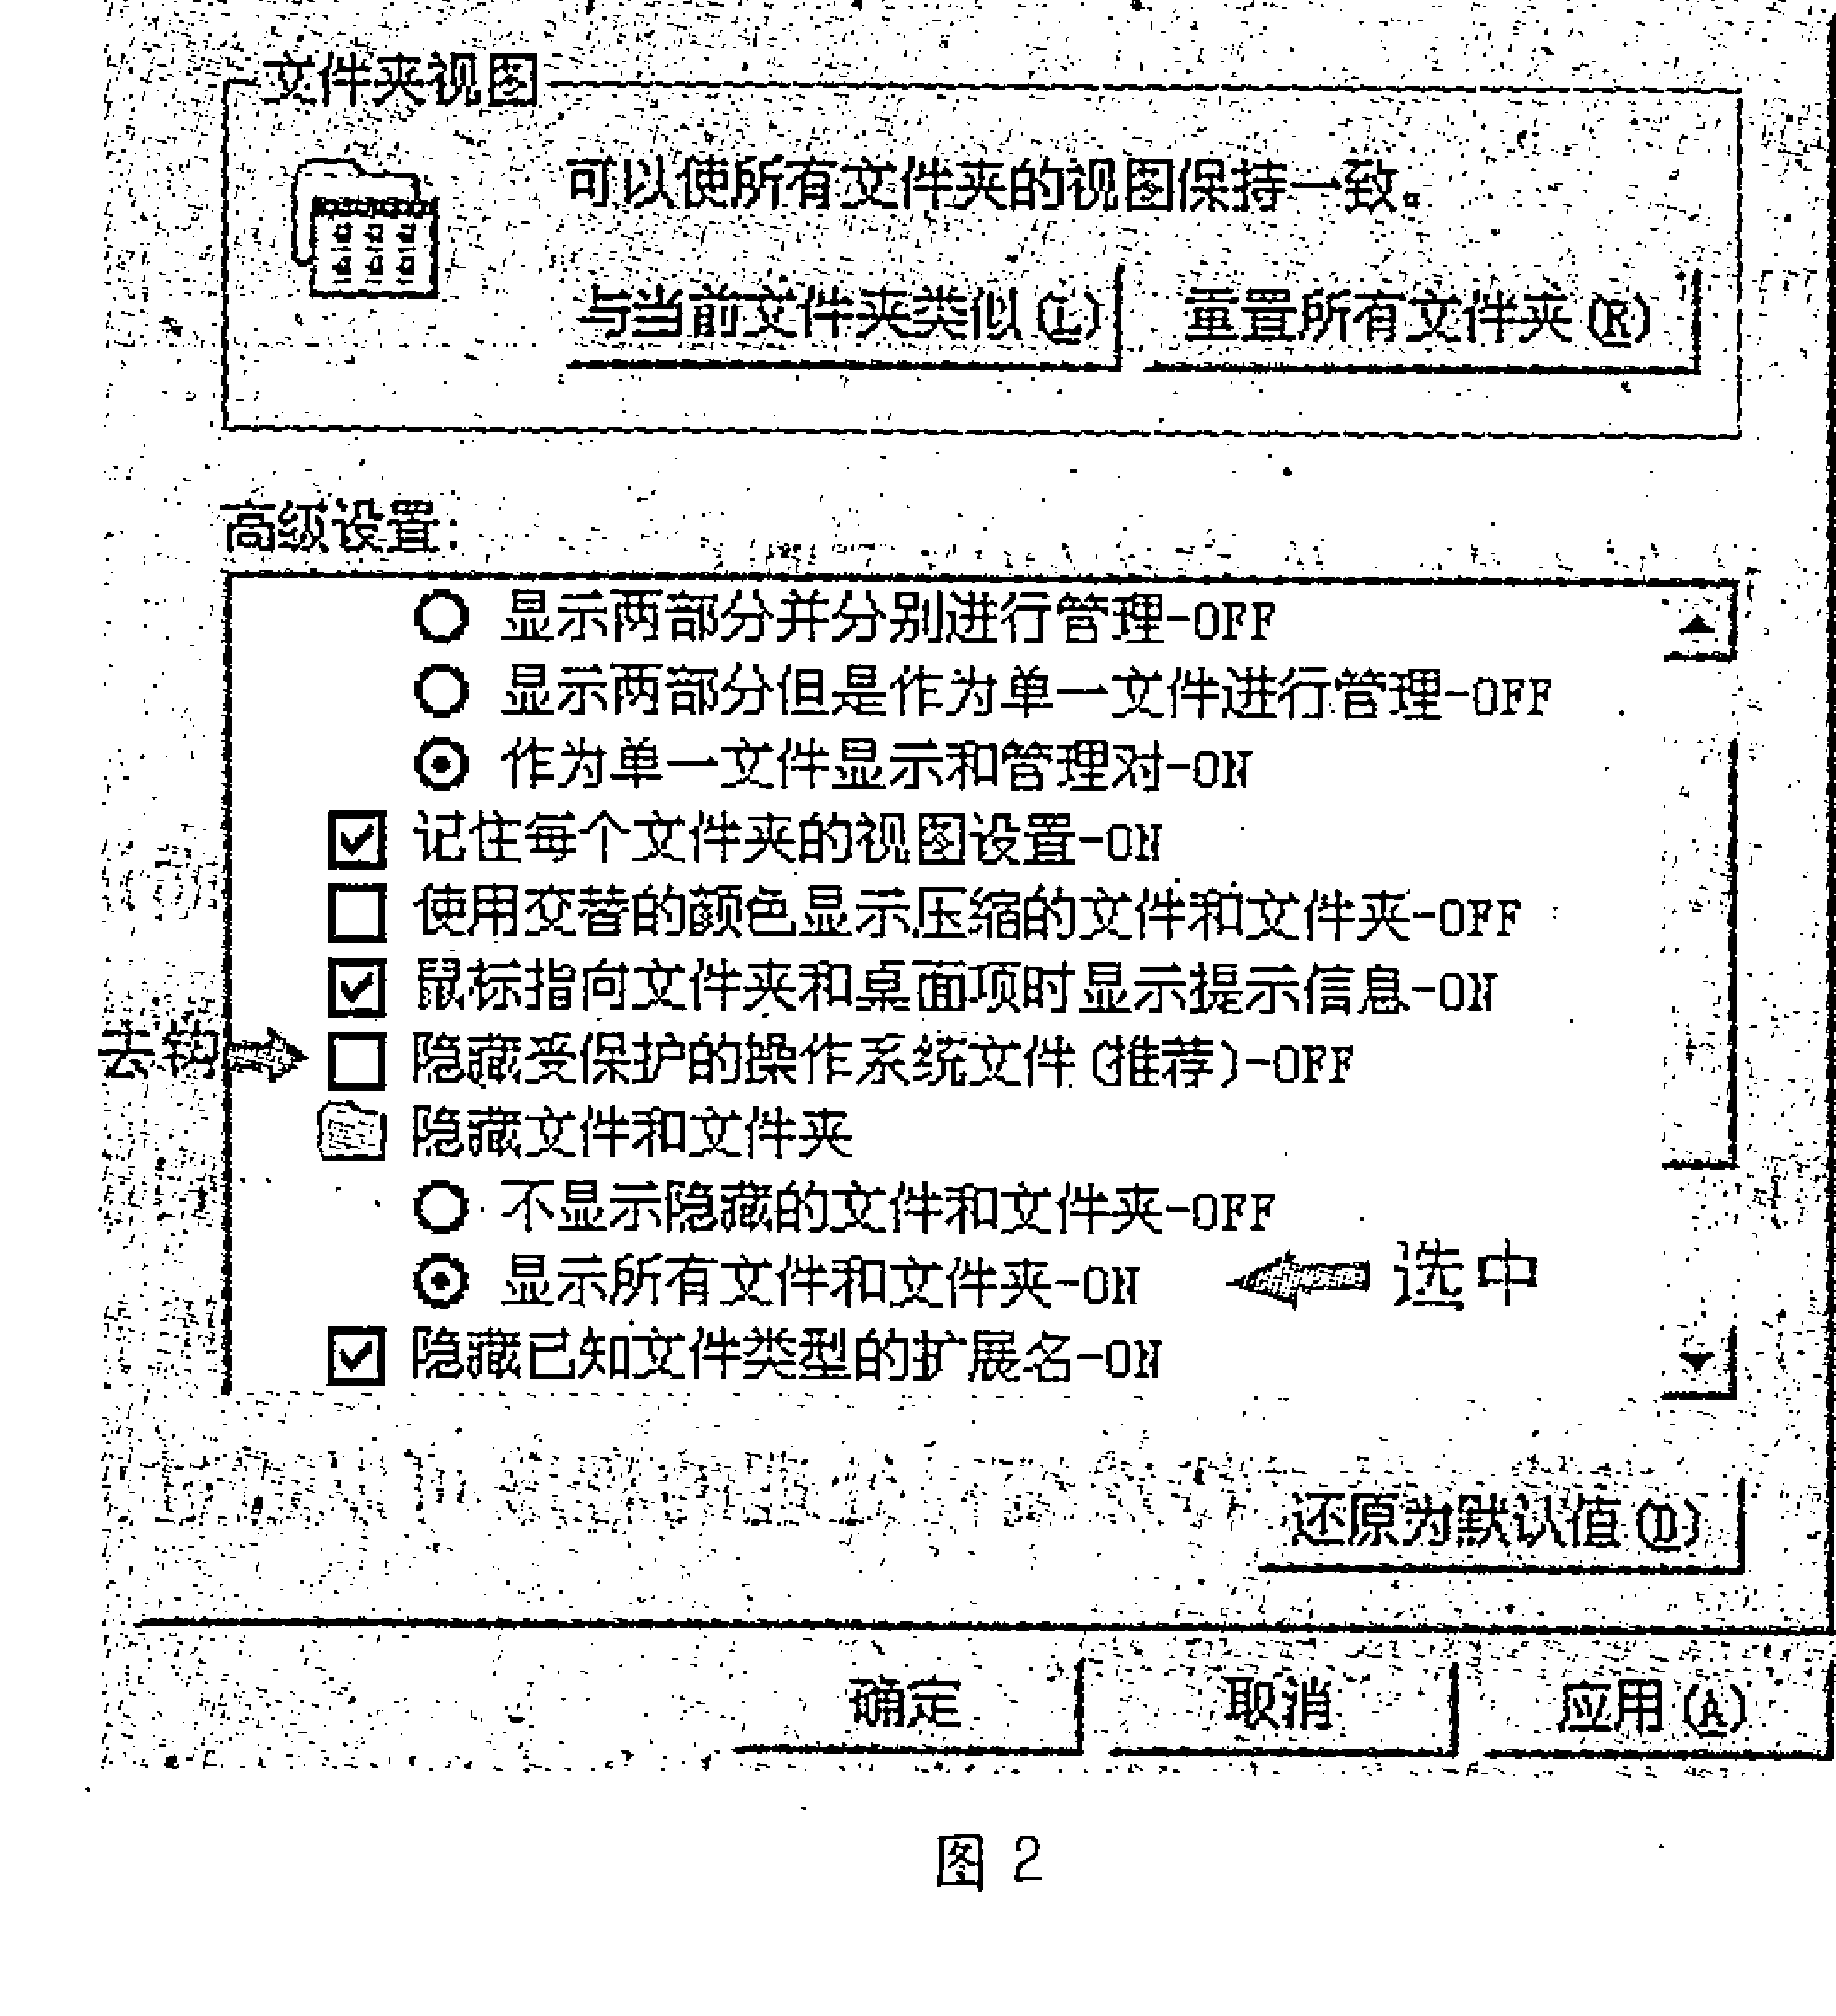 文件夹视图
可以使所有文件夹的视图保持一致。
与当前文件夹类似(L) 重置所有文件夹(R)
高级设置:
显示两部分并分别进行管理-OFF
显示两部分但是作为单一文件进行管理-OFF
作为单一文件显示和管理对-ON
记住每个文件夹的视图设置-ON
使用交替的颜色显示压缩的文件和文件夹-OFF
鼠标指向文件夹和桌面项时显示提示信息-ON
去钩 隐藏受保护的操作系统文件(推荐)-OFF
隐藏文件和文件夹
不显示隐藏的文件和文件夹-OFF
显示所有文件和文件夹-ON 选中
隐藏已知文件类型的扩展名-ON
还原为默认值(D)
确定 取消 应用(A)
图 2